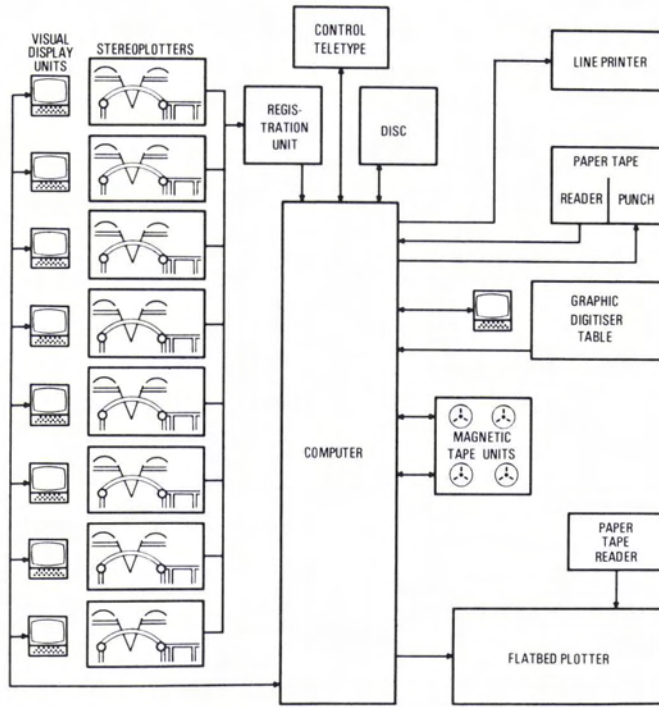 VISUAL
DISPLAY
UNITS
STEREOPLOTTERS
CONTROL
TELETYPE
REGIS-
TRATION
UNIT
DISC
LINE PRINTER
PAPER TAPE
READER
PUNCH
GRAPHIC
DIGITISER
TABLE
COMPUTER
MAGNETIC
TAPE UNITS
PAPER
TAPE
READER
FLATBED PLOTTER